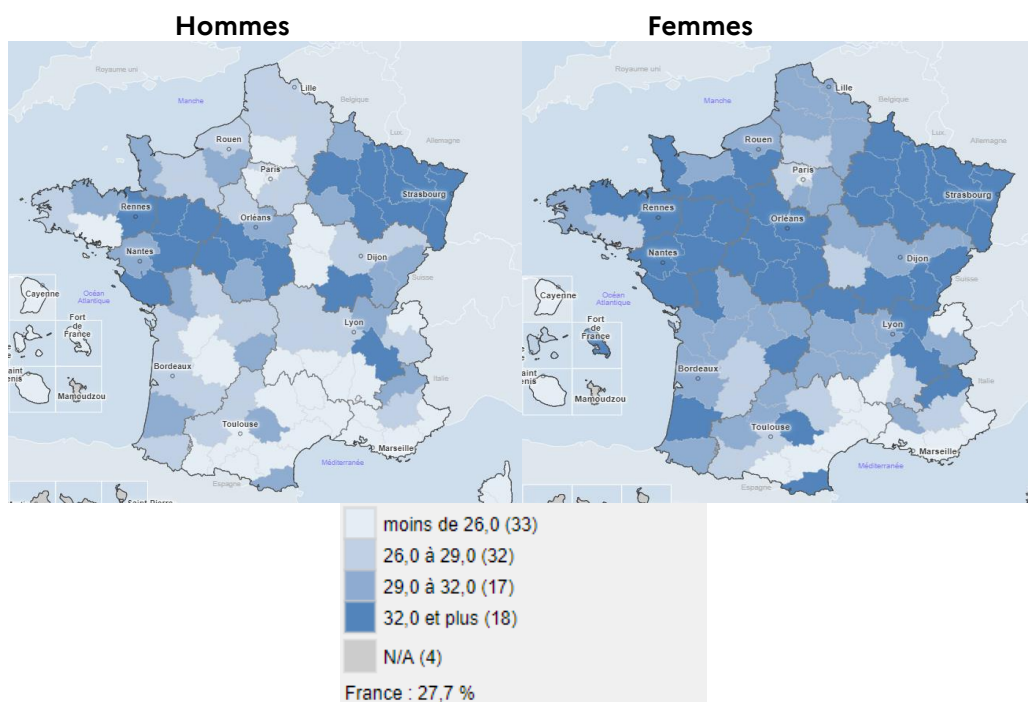 Hommes
Femmes
Royaume uni
Lille
Manche
Belgique
Rouen
Lux.
Allemagne
Paris
Strasbourg
Rennes
Orléans
Nantes
Dijon
Suisse
Cayenne
Océan
Atlantique
Fort
de
France
Lyon
Bordeaux
Italie
Mamoudzou
Toulouse
Marseille
Méditerranée
Espagne
Royaume uni
Lille
Manche
Belgique
Rouen
Lux.
Allemagne
Paris
Strasbourg
Rennes
Orléans
Nantes
Dijon
Suisse
Cayenne
Océan
Atlantique
Fort
de
France
Lyon
Bordeaux
Italie
Mamoudzou
Toulouse
Marseille
Méditerranée
Espagne
moins de 26,0 (33)
26,0 à 29,0 (32)
29,0 à 32,0 (17)
32,0 et plus (18)
N/A (4)
France : 27,7 %